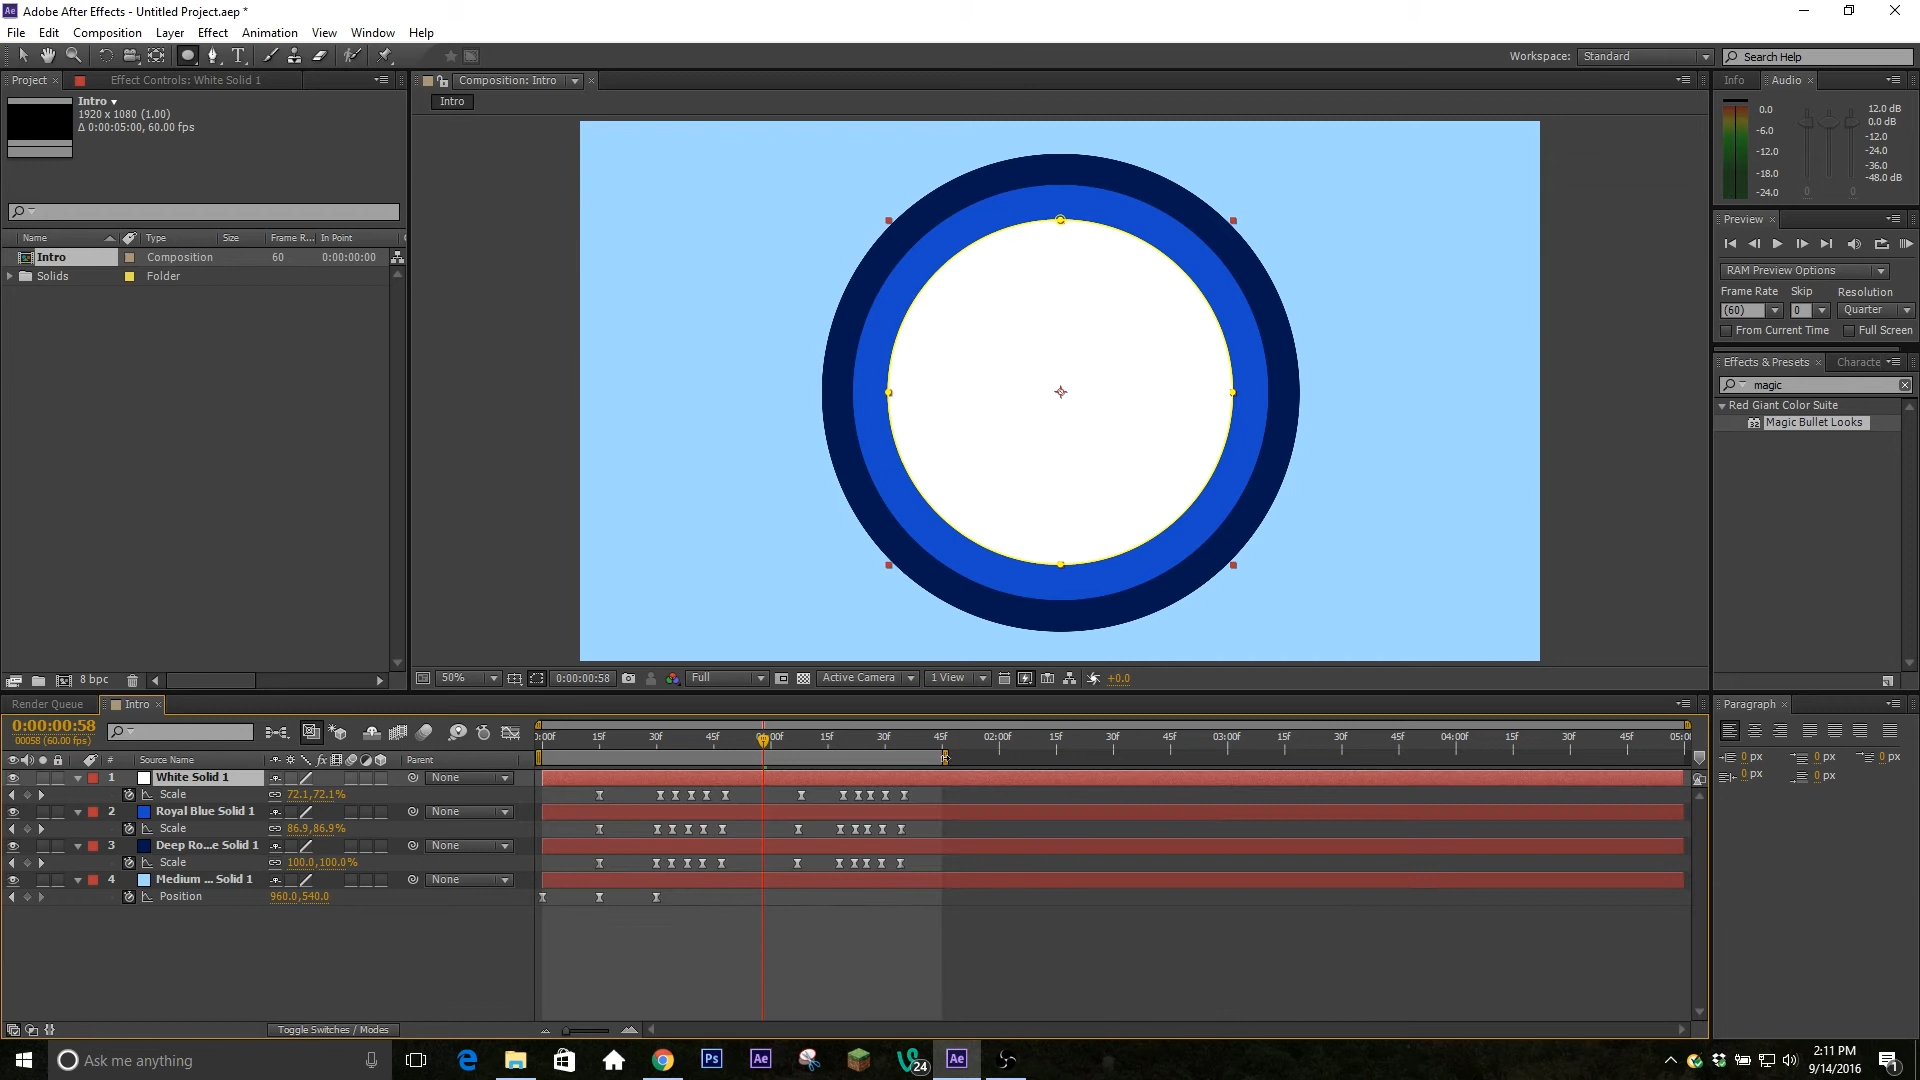 Adobe After Effects - Untitled Project.aep *
File Edit Composition Layer Effect Animation View Window Help
Workspace: Standard Search Help
Project Effect Controls: White Solid 1 Composition: Intro Info Audio
Intro
1920 x 1080 (1.00)
Δ 0:00:05:00, 60.00 fps
Intro
0.0 12.0 dB
-6.0 0.0 dB
-12.0 -12.0
-18.0 -24.0
-24.0 -36.0
0 0 -48.0 dB
Preview
Name Type Size Frame R... In Point
Intro Composition 60 0:00:00:00
Solids Folder
RAM Preview Options
Frame Rate Skip Resolution
(60) 0 Quarter
From Current Time Full Screen
Effects & Presets Characte
magic
Red Giant Color Suite
32 Magic Bullet Looks
8 bpc
50% 0:00:00:58 Full Active Camera 1 View +0.0
Render Queue Intro Paragraph
0:00:00:58
00058 (60.00 fps)
0:00f 15f 30f 45f 01:00f 15f 30f 45f 02:00f 15f 30f 45f 03:00f 15f 30f 45f 04:00f 15f 30f 45f 05:00
# Source Name fx Parent
0 px 0 px 0 px
0 px 0 px
1 White Solid 1 None
Scale 72.1,72.1%
2 Royal Blue Solid 1 None
Scale 86.9,86.9%
3 Deep Ro...e Solid 1 None
Scale 100.0,100.0%
4 Medium ... Solid 1 None
Position 960.0,540.0
Toggle Switches / Modes
Ask me anything Ps Ae 24 Ae
2:11 PM
9/14/2016
1